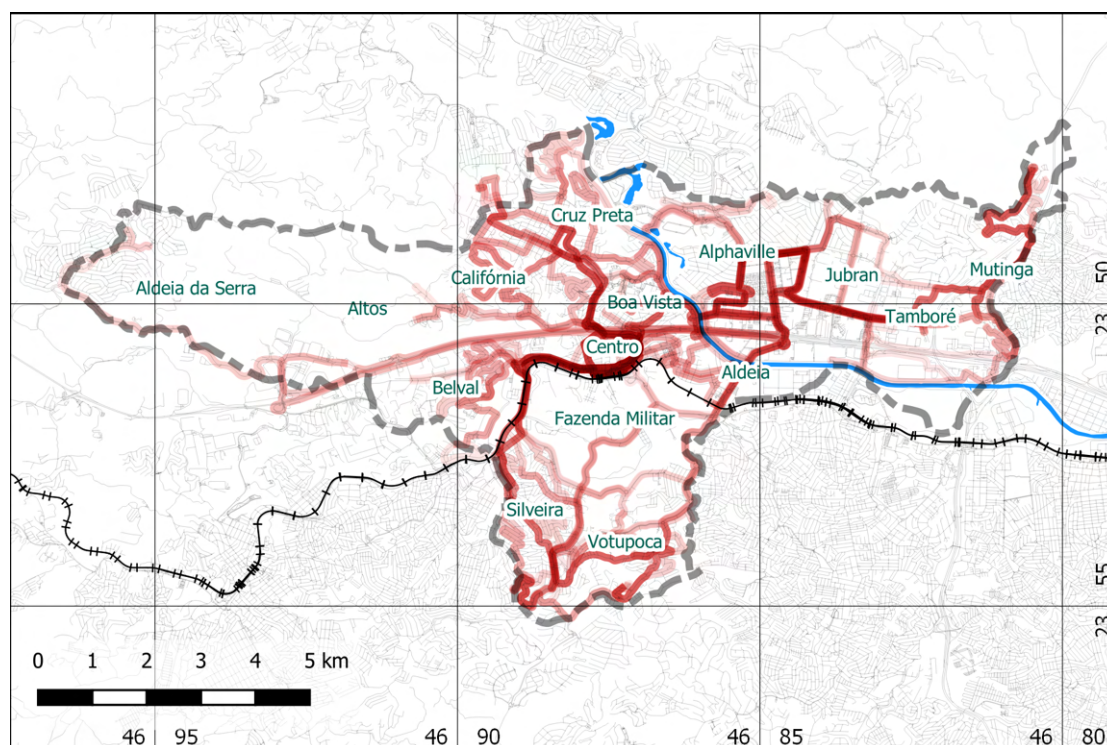 Cruz Preta
Alphaville
Mutinga
Jubran
Califórnia
Aldeia da Serra
Altos
Boa Vista
Tamboré
50
23
Centro
Aldeia
Belval
Fazenda Militar
Silveira
Votupoca
55
23
0 1 2 3 4 5 km
46 95 46 90 46 85 46 80